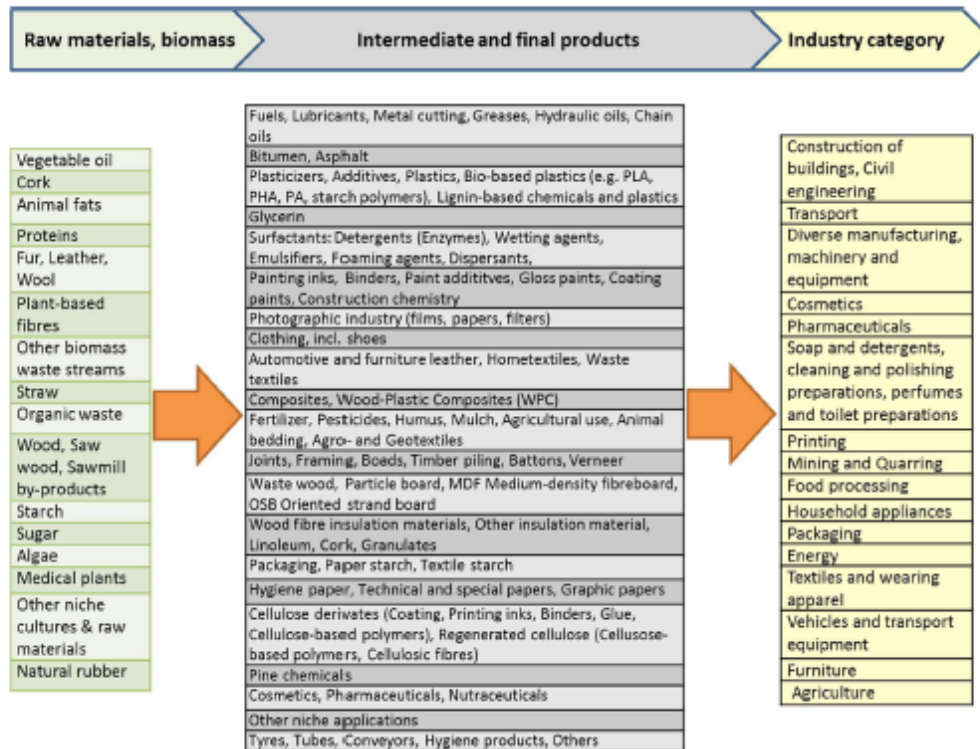 Raw materials, biomass
Intermediate and final products
Industry category
Vegetable oil
Cork
Animal fats
Proteins
Fur, Leather,
Wool
Plant-based
fibres
Other biomass
waste streams
Straw
Organic waste
Wood, Saw
wood, Sawmill
by-products
Starch
Sugar
Algae
Medical plants
Other niche
cultures & raw
materials
Natural rubber
Fuels, Lubricants, Metal cutting, Greases, Hydraulic oils, Chain
oils
Bitumen, Asphalt
Plasticizers, Additives, Plastics, Bio-based plastics (e.g. PLA,
PHA, PA, starch polymers), Lignin-based chemicals and plastics
Glycerin
Surfactants: Detergents (Enzymes), Wetting agents,
Emulsifiers, Foaming agents, Dispersants,
Painting inks, Binders, Paint addititves, Gloss paints, Coating
paints, Construction chemistry
Photographic industry (films, papers, filters)
Clothing, incl. shoes
Automotive and furniture leather, Hometextiles, Waste
textiles
Composites, Wood-Plastic Composites (WPC)
Fertilizer, Pesticides, Humus, Mulch, Agricultural use, Animal
bedding, Agro- and Geotextiles
Joints, Framing, Boads, Timber piling, Battons, Verneer
Waste wood, Particle board, MDF Medium-density fibreboard,
OSB Oriented strand board
Wood fibre insulation materials, Other insulation material,
Linoleum, Cork, Granulates
Packaging, Paper starch, Textile starch
Hygiene paper, Technical and special papers, Graphic papers
Cellulose derivates (Coating, Printing inks, Binders, Glue,
Cellulose-based polymers), Regenerated cellulose (Cellusose-
based polymers, Cellulosic fibres)
Pine chemicals
Cosmetics, Pharmaceuticals, Nutraceuticals
Other niche applications
Tyres, Tubes, Conveyors, Hygiene products, Others
Construction of
buildings, Civil
engineering
Transport
Diverse manufacturing,
machinery and
equipment
Cosmetics
Pharmaceuticals
Soap and detergents,
cleaning and polishing
preparations, perfumes
and toilet preparations
Printing
Mining and Quarring
Food processing
Household appliances
Packaging
Energy
Textiles and wearing
apparel
Vehicles and transport
equipment
Furniture
Agriculture